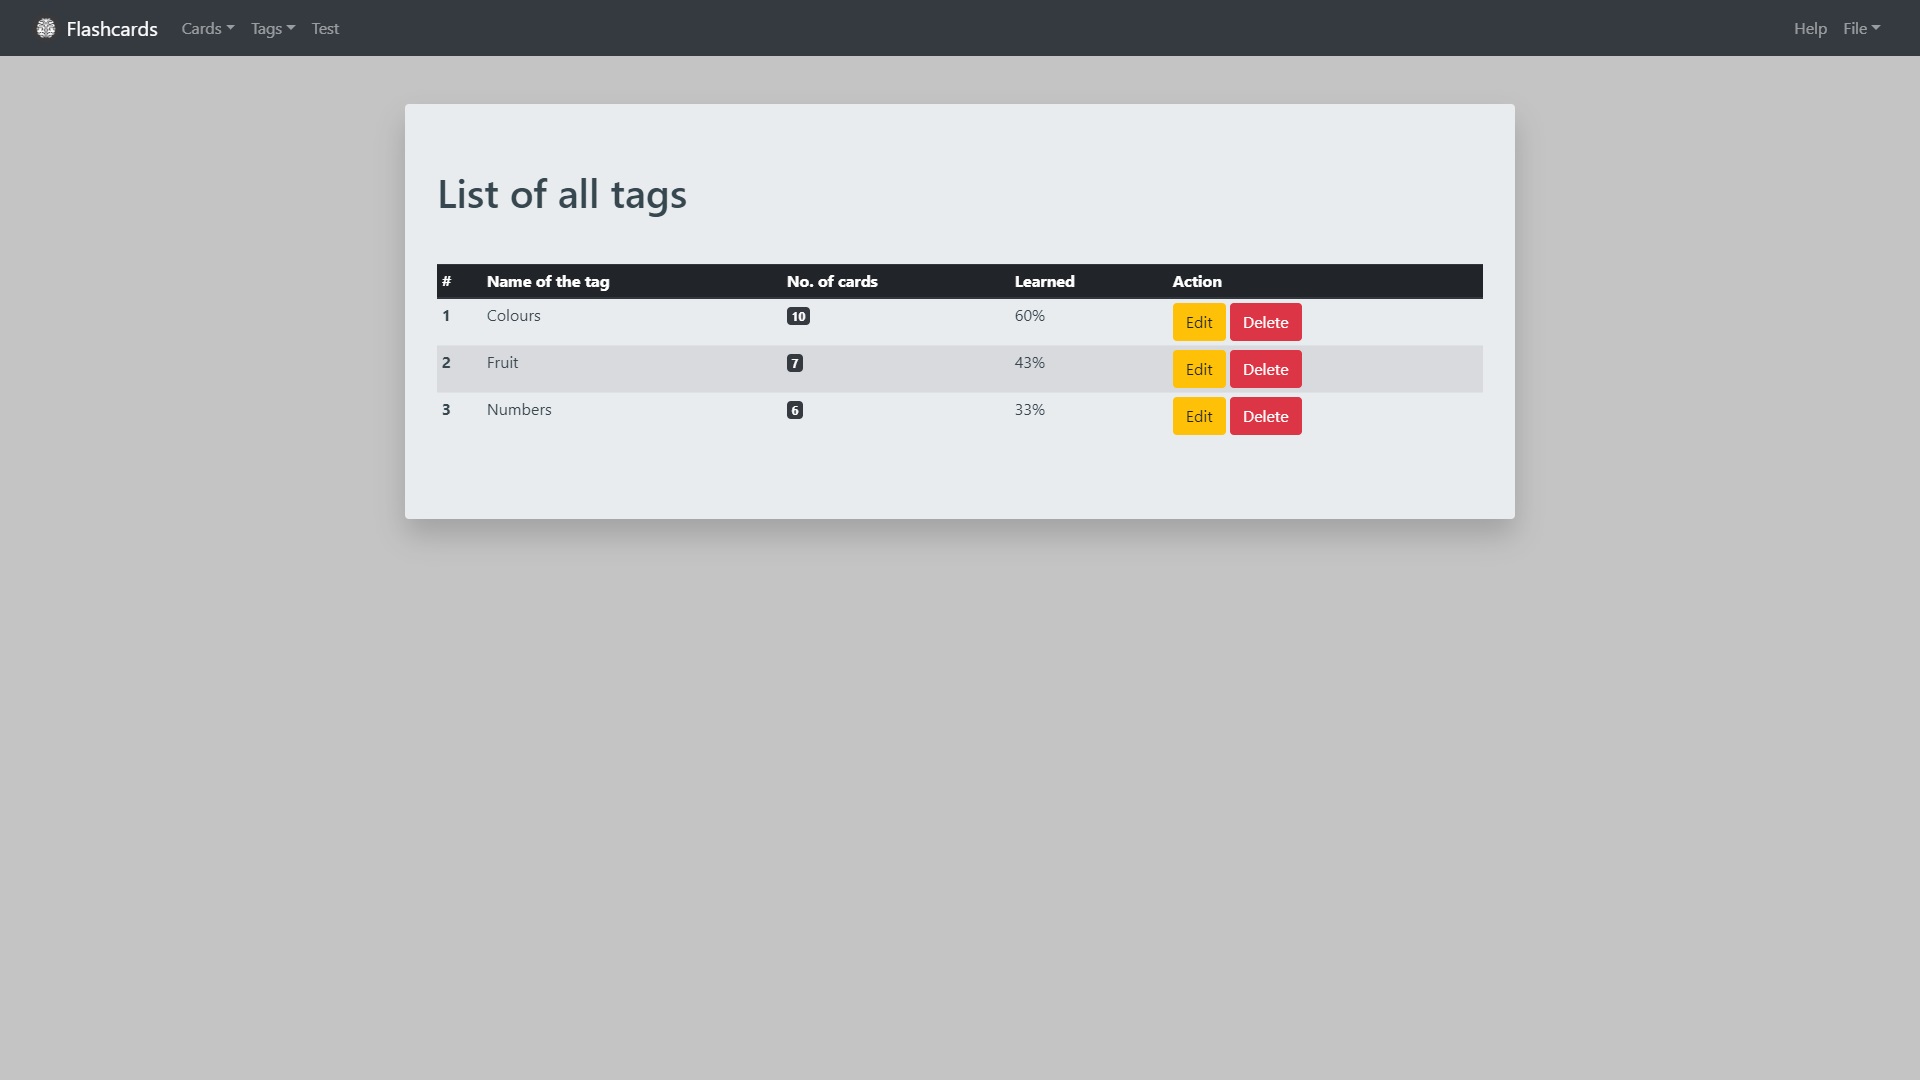 Flashcards Cards Tags Test Help File
List of all tags
# Name of the tag No. of cards Learned Action
1 Colours 10 60% Edit Delete
2 Fruit 7 43% Edit Delete
3 Numbers 6 33% Edit Delete